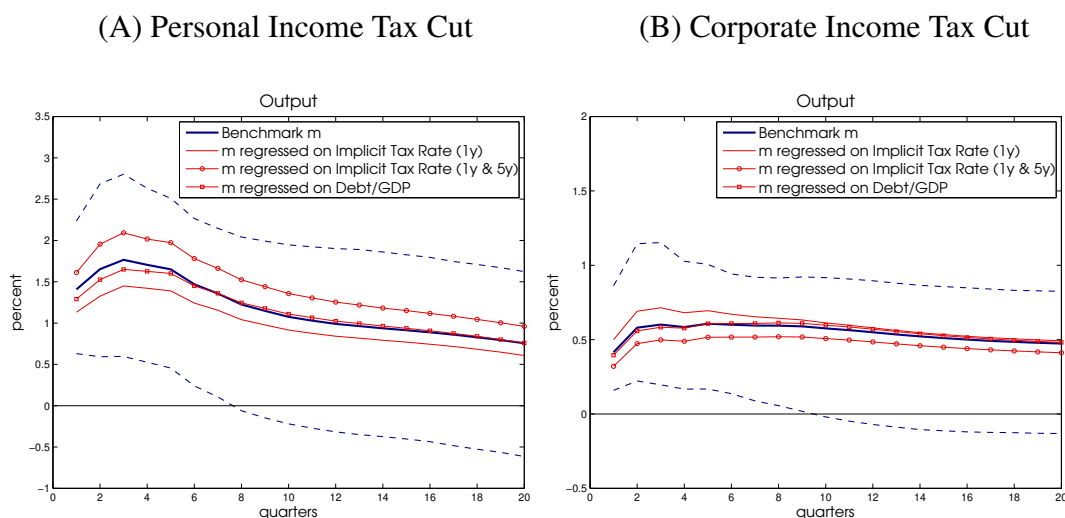 (A) Personal Income Tax Cut
Output
3.5
3
2.5
2
1.5
1
0.5
0
−0.5
−1
percent
Benchmark m
m regressed on Implicit Tax Rate (1y)
m regressed on Implicit Tax Rate (1y & 5y)
m regressed on Debt/GDP
0 2 4 6 8 10 12 14 16 18 20
quarters
(B) Corporate Income Tax Cut
Output
2
1.5
1
0.5
0
−0.5
percent
Benchmark m
m regressed on Implicit Tax Rate (1y)
m regressed on Implicit Tax Rate (1y & 5y)
m regressed on Debt/GDP
0 2 4 6 8 10 12 14 16 18 20
quarters